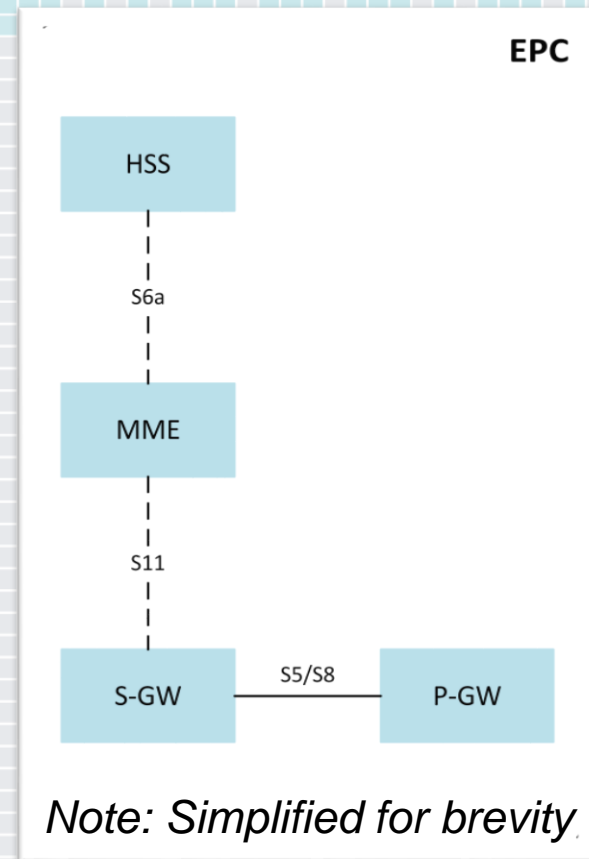 EPC
HSS
S6a
MME
S11
S-GW
S5/S8
P-GW
Note: Simplified for brevity